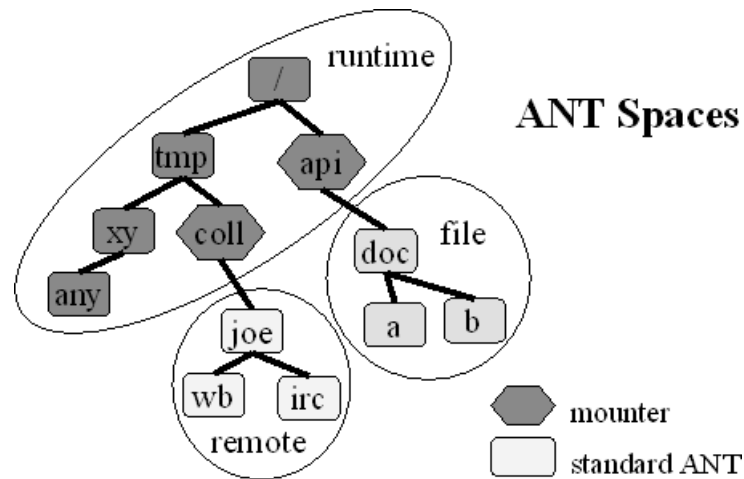 runtime
/
ANT Spaces
tmp
api
xy
coll
doc
file
any
a
b
joe
wb
irc
remote
mounter
standard ANT